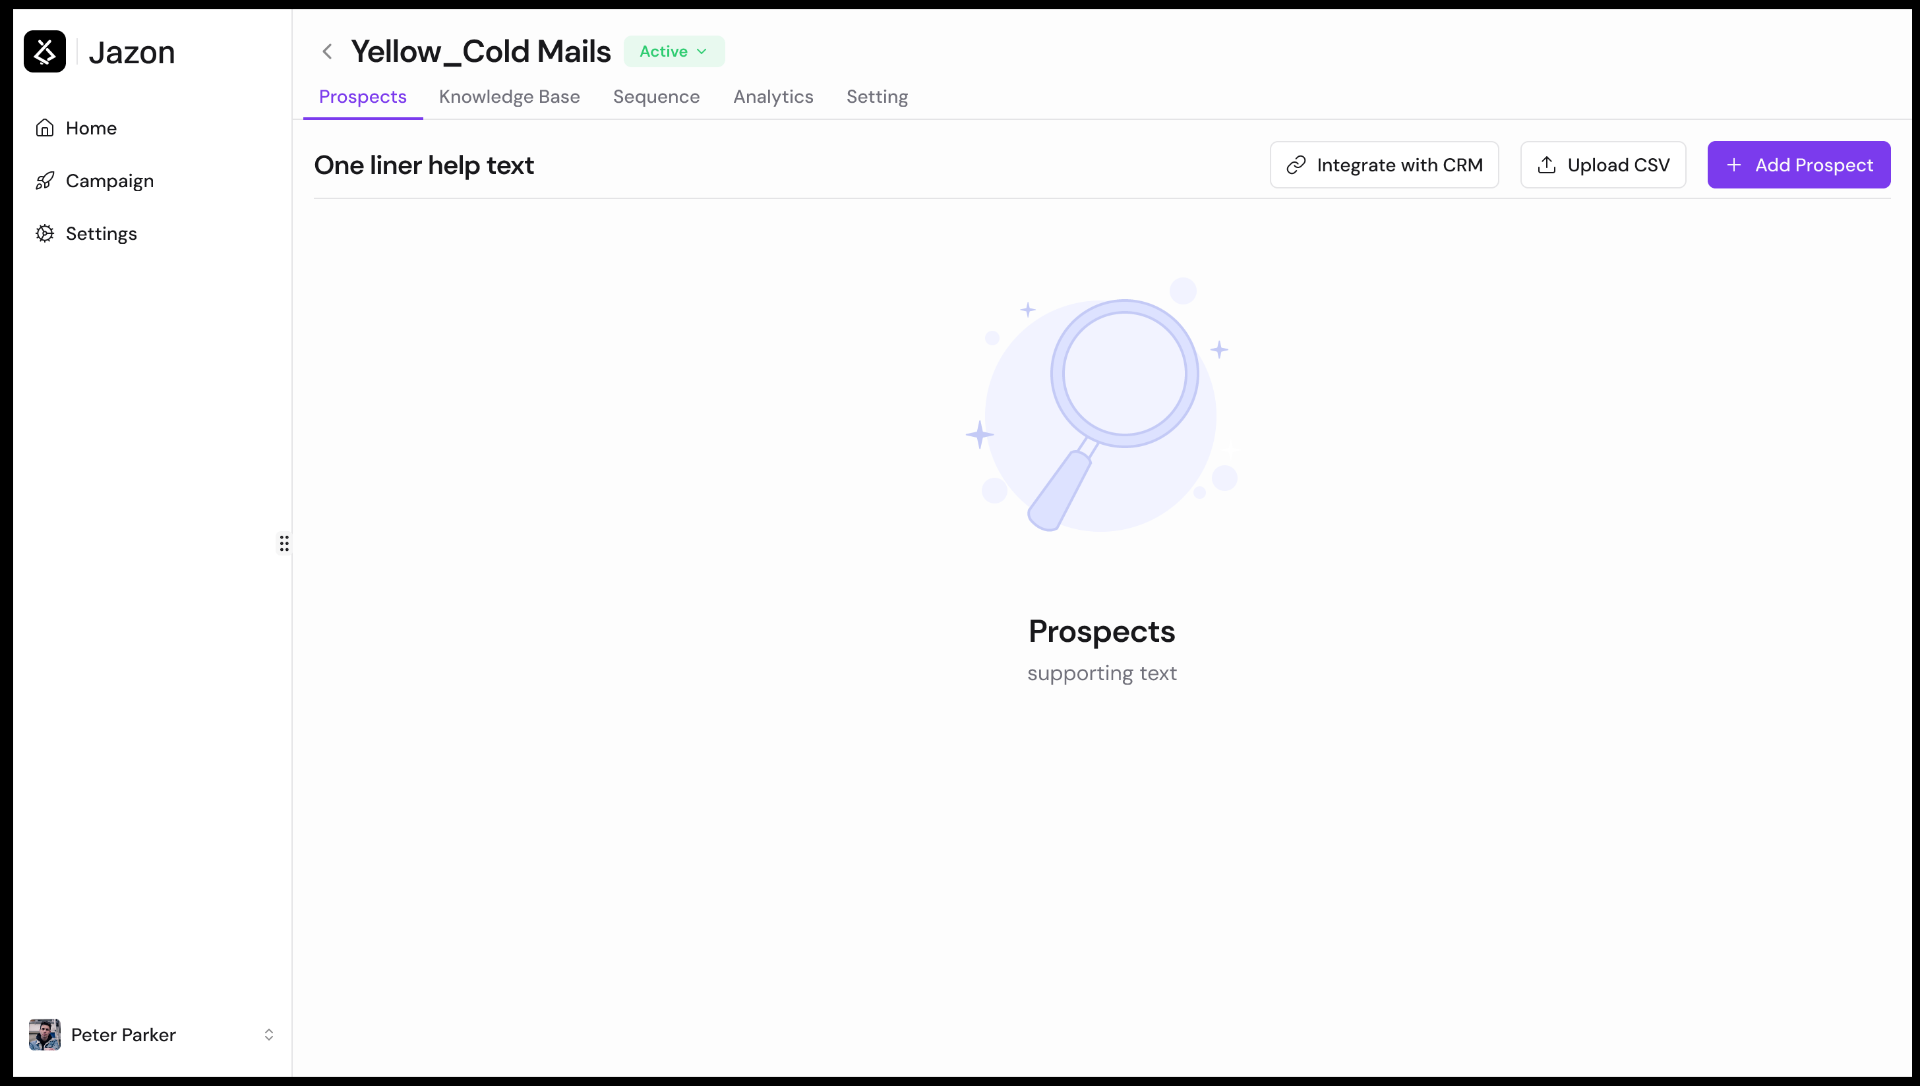 Jazon
Home
Campaign
Settings
Peter Parker
Yellow_Cold Mails
Active
Prospects
Knowledge Base
Sequence
Analytics
Setting
One liner help text
Integrate with CRM
Upload CSV
Add Prospect
Prospects
supporting text